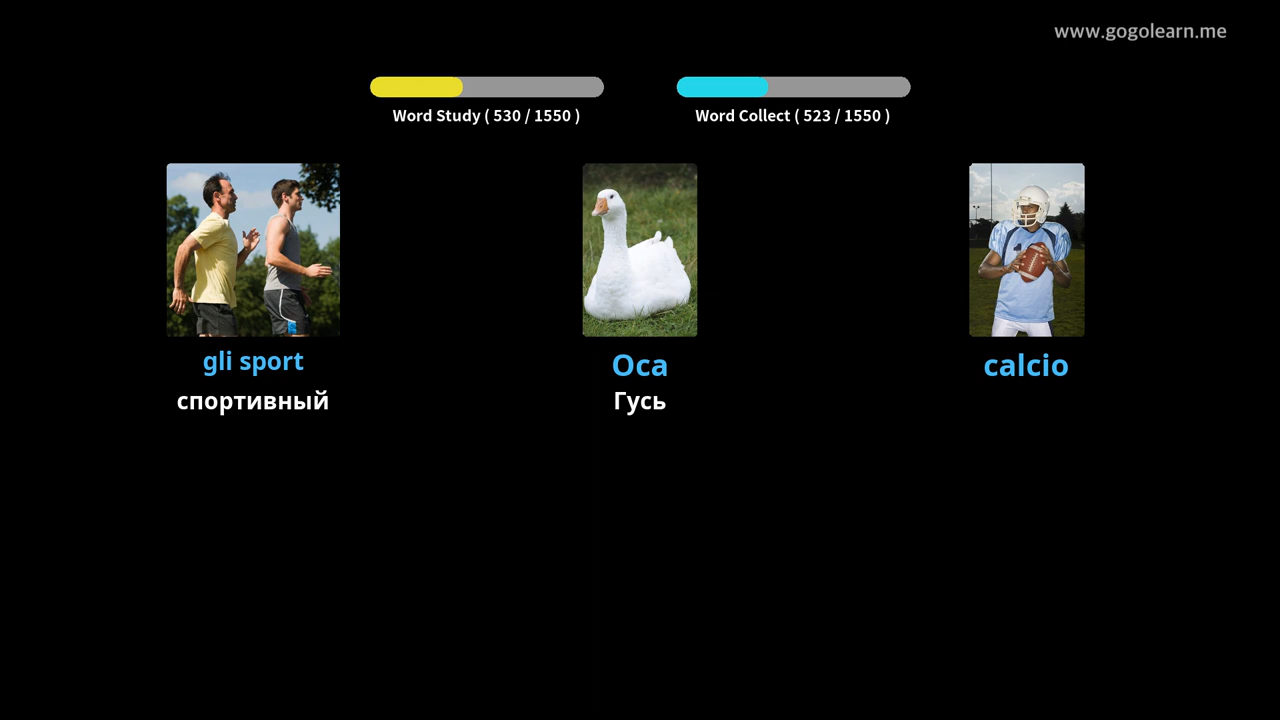 www.gogolearn.me
Word Study ( 530 / 1550 )
Word Collect ( 523 / 1550 )
gli sport
спортивный
Oca
Гусь
calcio